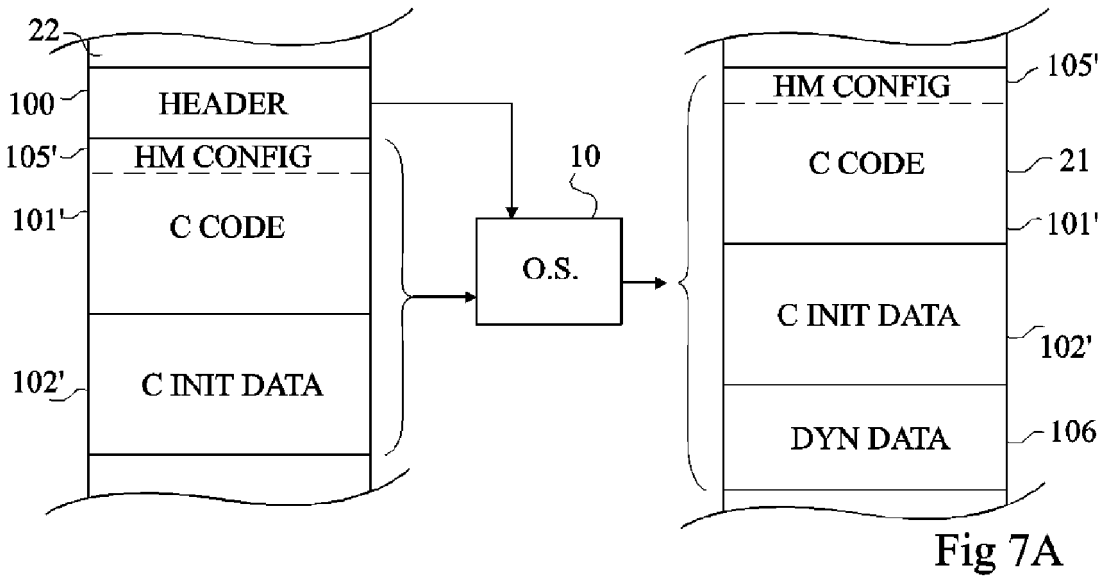 22
100
HEADER
105'
HM CONFIG
101'
C CODE
102'
C INIT DATA
10
O.S.
HM CONFIG
105'
C CODE
21
101'
C INIT DATA
102'
DYN DATA
106
Fig 7A